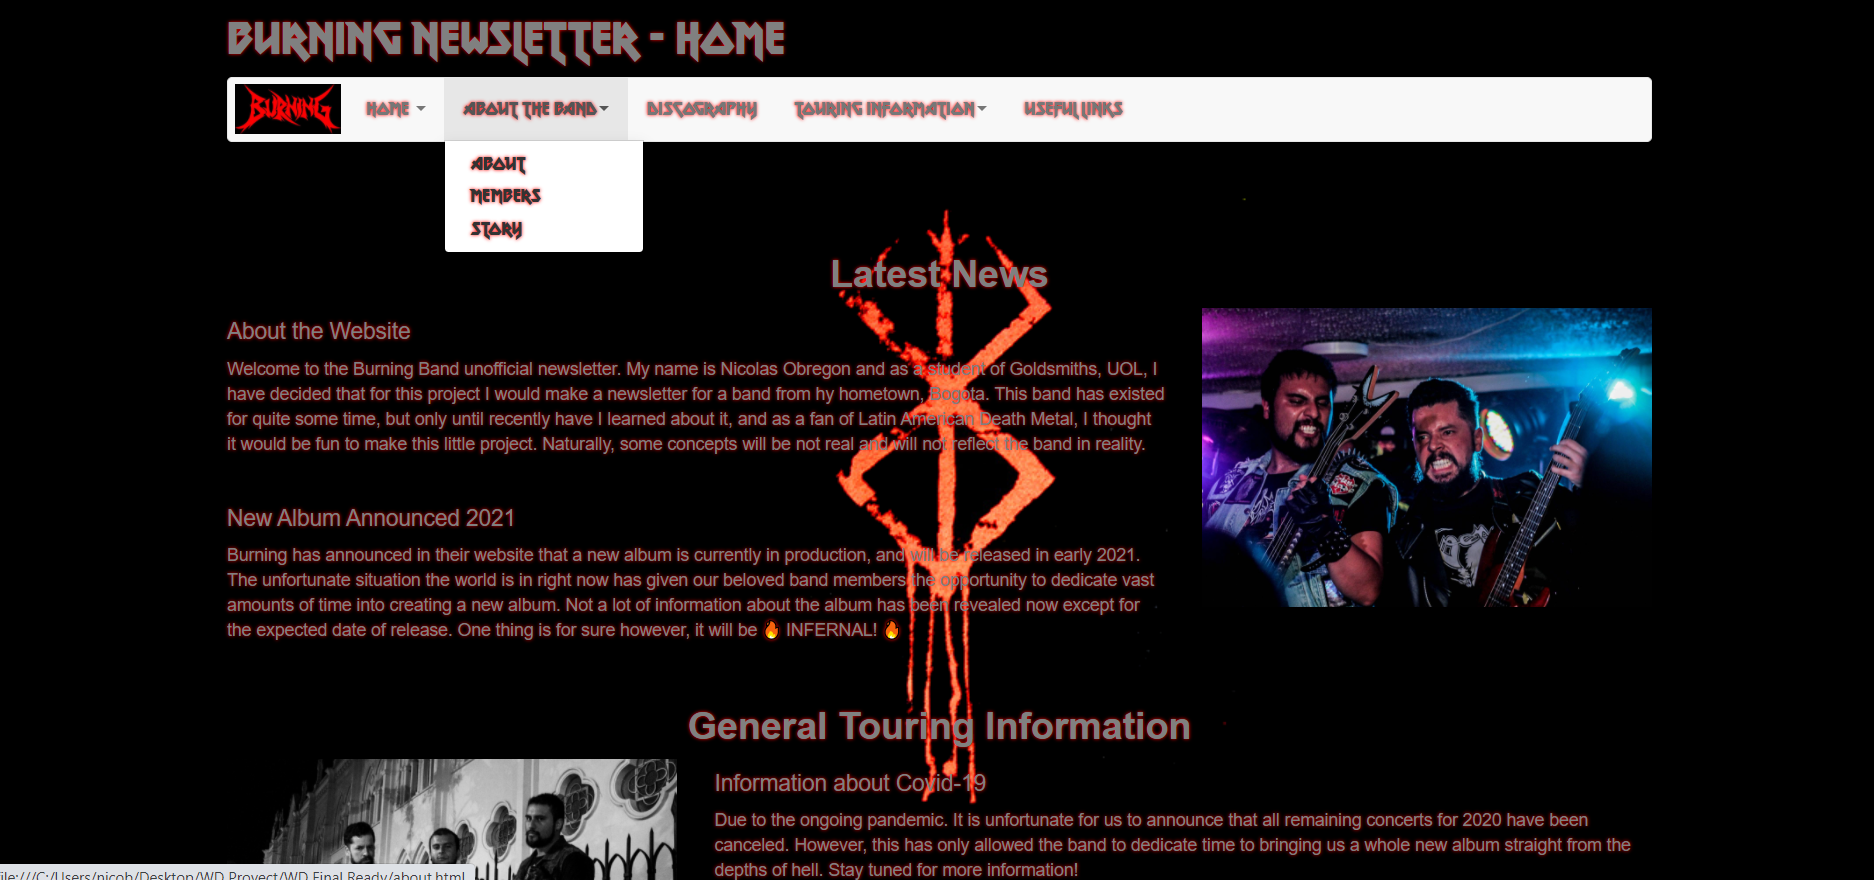 BURNING NEWSLETTER - HOME
BURNING HOME ABOUT THE BAND DISCOGRAPHY TOURING INFORMATION USEFUL LINKS
ABOUT
MEMBERS
STORY
Latest News
About the Website
Welcome to the Burning Band unofficial newsletter. My name is Nicolas Obregon and as a student of Goldsmiths, UOL, I
have decided that for this project I would make a newsletter for a band from hy hometown, Bogota. This band has existed
for quite some time, but only until recently have I learned about it, and as a fan of Latin American Death Metal, I thought
it would be fun to make this little project. Naturally, some concepts will be not real and will not reflect the band in reality.
New Album Announced 2021
Burning has announced in their website that a new album is currently in production, and will be released in early 2021.
The unfortunate situation the world is in right now has given our beloved band members the opportunity to dedicate vast
amounts of time into creating a new album. Not a lot of information about the album has been revealed now except for
the expected date of release. One thing is for sure however, it will be 🔥 INFERNAL! 🔥
General Touring Information
Information about Covid-19
Due to the ongoing pandemic. It is unfortunate for us to announce that all remaining concerts for 2020 have been
canceled. However, this has only allowed the band to dedicate time to bringing us a whole new album straight from the
depths of hell. Stay tuned for more information!
file:///C:/Users/nicob/Desktop/WD Proyect/WD Final Ready/about.html